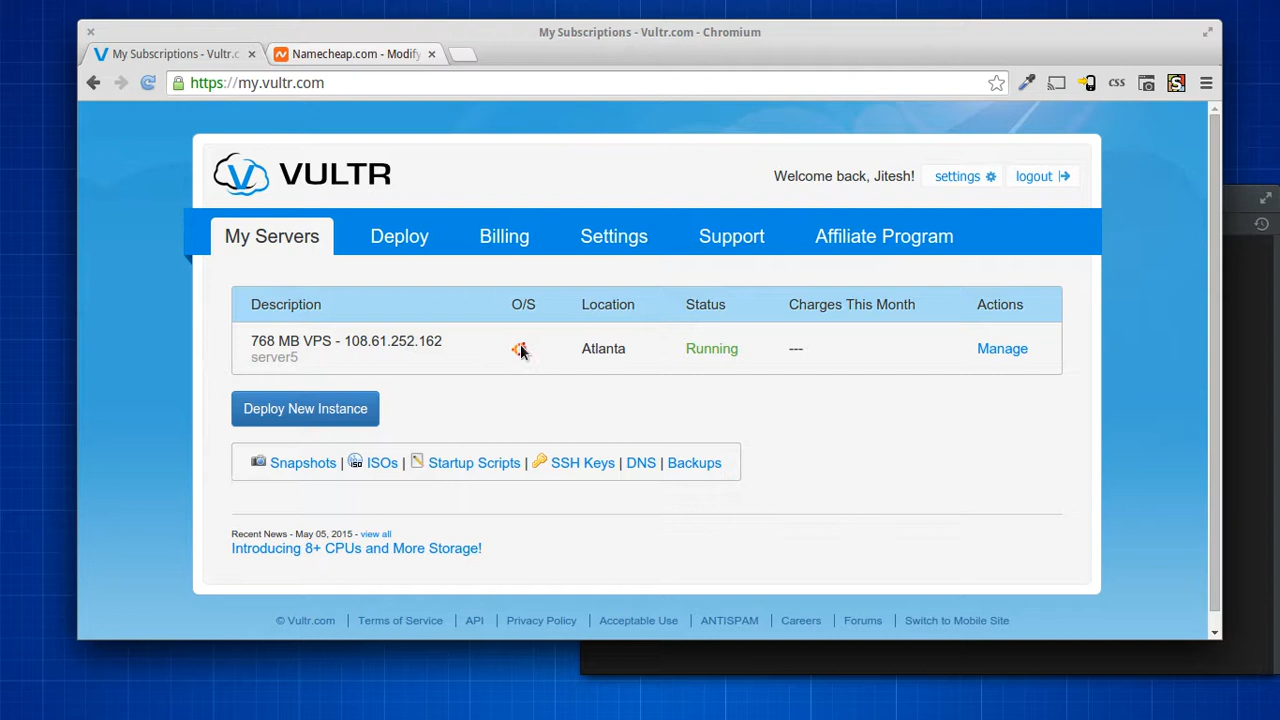 My Subscriptions - Vultr.com - Chromium
My Subscriptions - Vultr.c
Namecheap.com - Modify
https://my.vultr.com
CSS
VULTR
Welcome back, Jitesh! settings logout
My Servers Deploy Billing Settings Support Affiliate Program
Description O/S Location Status Charges This Month Actions
768 MB VPS - 108.61.252.162
server5
Atlanta Running --- Manage
Deploy New Instance
Snapshots | ISOs | Startup Scripts | SSH Keys | DNS | Backups
Recent News - May 05, 2015 - view all
Introducing 8+ CPUs and More Storage!
© Vultr.com | Terms of Service | API | Privacy Policy | Acceptable Use | ANTISPAM | Careers | Forums | Switch to Mobile Site